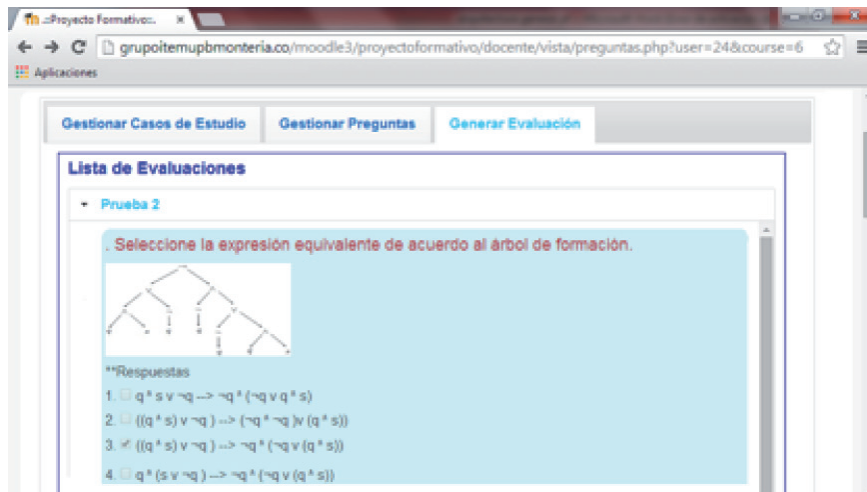 .::Proyecto Formativo::.
grupoitemupbmonteria.co/moodle3/proyectoformativo/docente/vista/preguntas.php?user=24&course=6
Aplicaciones
Gestionar Casos de Estudio Gestionar Preguntas Generar Evaluación
Lista de Evaluaciones
Prueba 2
. Seleccione la expresión equivalente de acuerdo al árbol de formación.
**Respuestas
1. q ^ s v ¬q --> ¬q ^ (¬q v q ^ s)
2. ((q ^ s) v ¬q ) --> (¬q ^ ¬q )v (q ^ s))
3. ((q ^ s) v ¬q ) --> ¬q ^ (¬q v (q ^ s))
4. q ^ (s v ¬q ) --> ¬q ^ (¬q v (q ^ s))